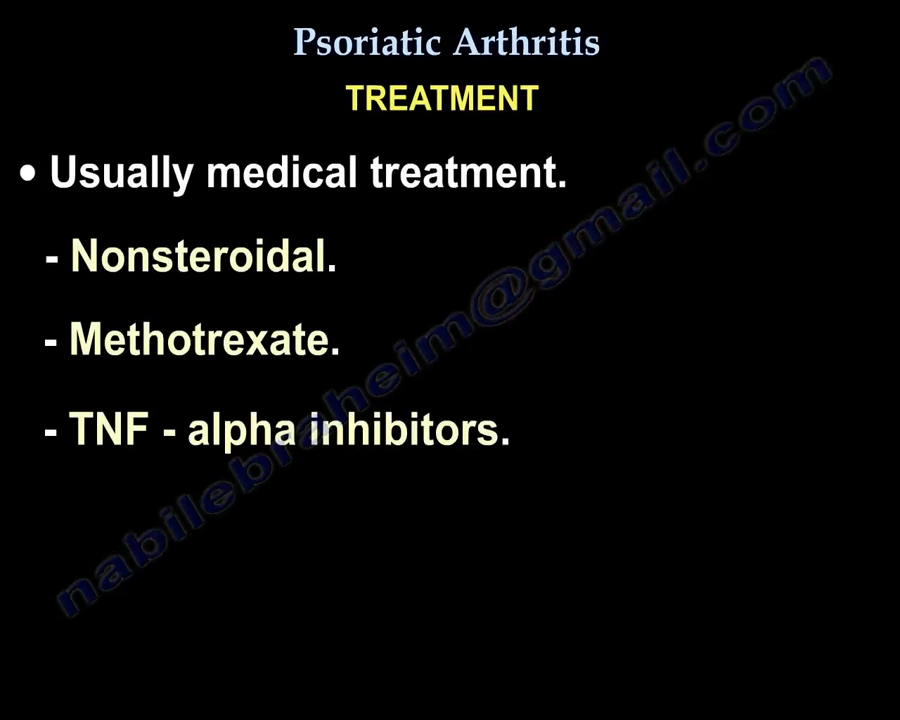 Psoriatic Arthritis
TREATMENT
• Usually medical treatment.
- Nonsteroidal.
- Methotrexate.
- TNF - alpha inhibitors.
nabilebraheim@gmail.com